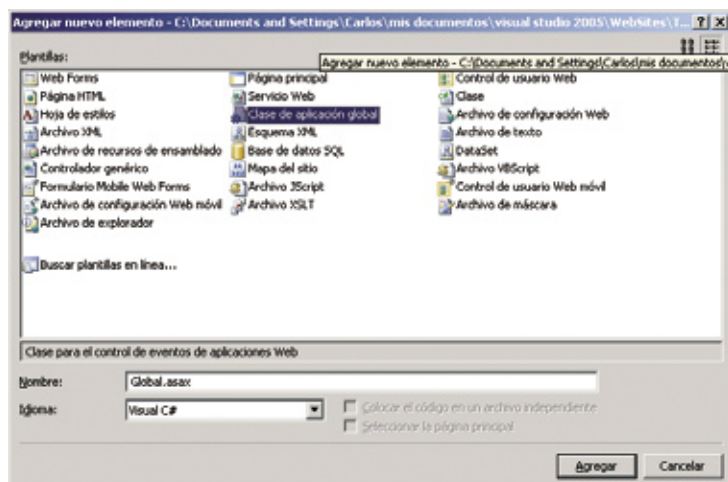 Agregar nuevo elemento - C:\Documents and Settings\Carlos\mis documentos\visual studio 2005\WebSites\T...
Plantillas:
Agregar nuevo elemento - C:\Documents and Settings\Carlos\mis documentos\v
Web Forms Página principal Control de usuario Web
Página HTML Servicio Web Clase
Hoja de estilos Clase de aplicación global Archivo de configuración Web
Archivo XML Esquema XML Archivo de texto
Archivo de recursos de ensamblado Base de datos SQL DataSet
Controlador genérico Mapa del sitio Archivo VBScript
Formulario Mobile Web Forms Archivo JScript Control de usuario Web móvil
Archivo de configuración Web móvil Archivo XSLT Archivo de máscara
Archivo de explorador
Buscar plantillas en línea...
Clase para el control de eventos de aplicaciones Web
Nombre: Global.asax
Idioma: Visual C# Colocar el código en un archivo independiente
Seleccionar la página principal
Agregar Cancelar